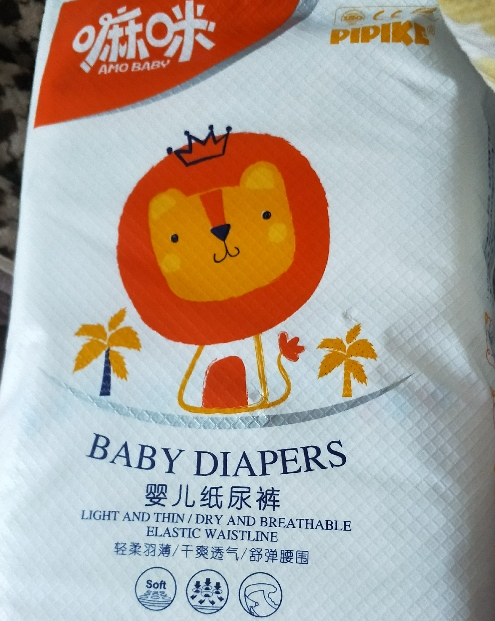 嘛咪
AMO BABY
PIPIKE
BABY DIAPERS
婴儿纸尿裤
LIGHT AND THIN / DRY AND BREATHABLE
ELASTIC WAISTLINE
轻柔羽薄/干爽透气/舒弹腰围
Soft